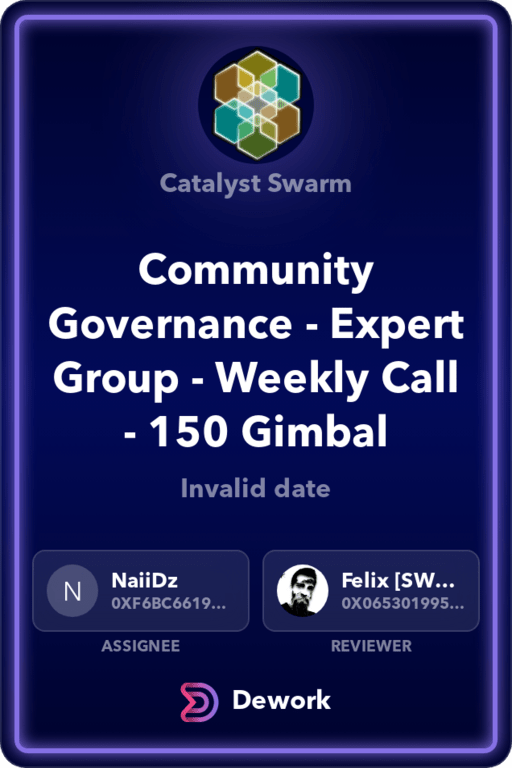 Catalyst Swarm
Community
Governance - Expert
Group - Weekly Call
- 150 Gimbal
Invalid date
N
NaiiDz
0XF6BC6619...
ASSIGNEE
Felix [SW...
0X065301995...
REVIEWER
Dework